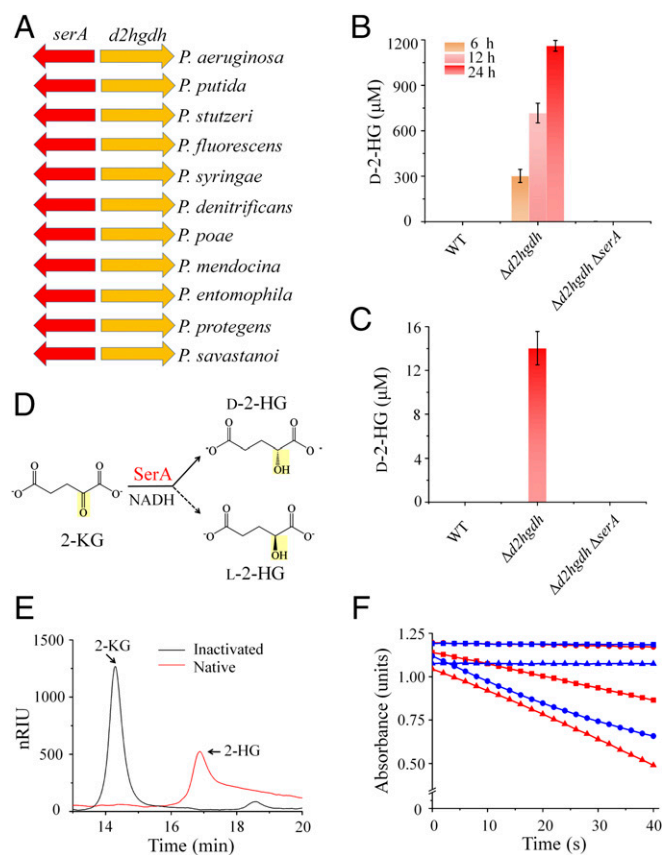 A
serA d2hgdh
P. aeruginosa
P. putida
P. stutzeri
P. fluorescens
P. syringae
P. denitrificans
P. poae
P. mendocina
P. entomophila
P. protegens
P. savastanoi
B
D-2-HG (μM)
1200
900
600
300
0
6 h
12 h
24 h
WT
Δd2hgdh
Δd2hgdh ΔserA
C
D-2-HG (μM)
16
12
8
4
0
WT
Δd2hgdh
Δd2hgdh ΔserA
D
D-2-HG
O O
-O O-
OH
O O
-O O-
O
2-KG
SerA
NADH
O O
-O O-
OH
L-2-HG
E
nRIU
1500
1250
1000
500
0
2-KG
Inactivated
Native
2-HG
14 16 18 20
Time (min)
F
Absorbance (units)
1.25
1.00
0.75
0.50
0 10 20 30 40
Time (s)